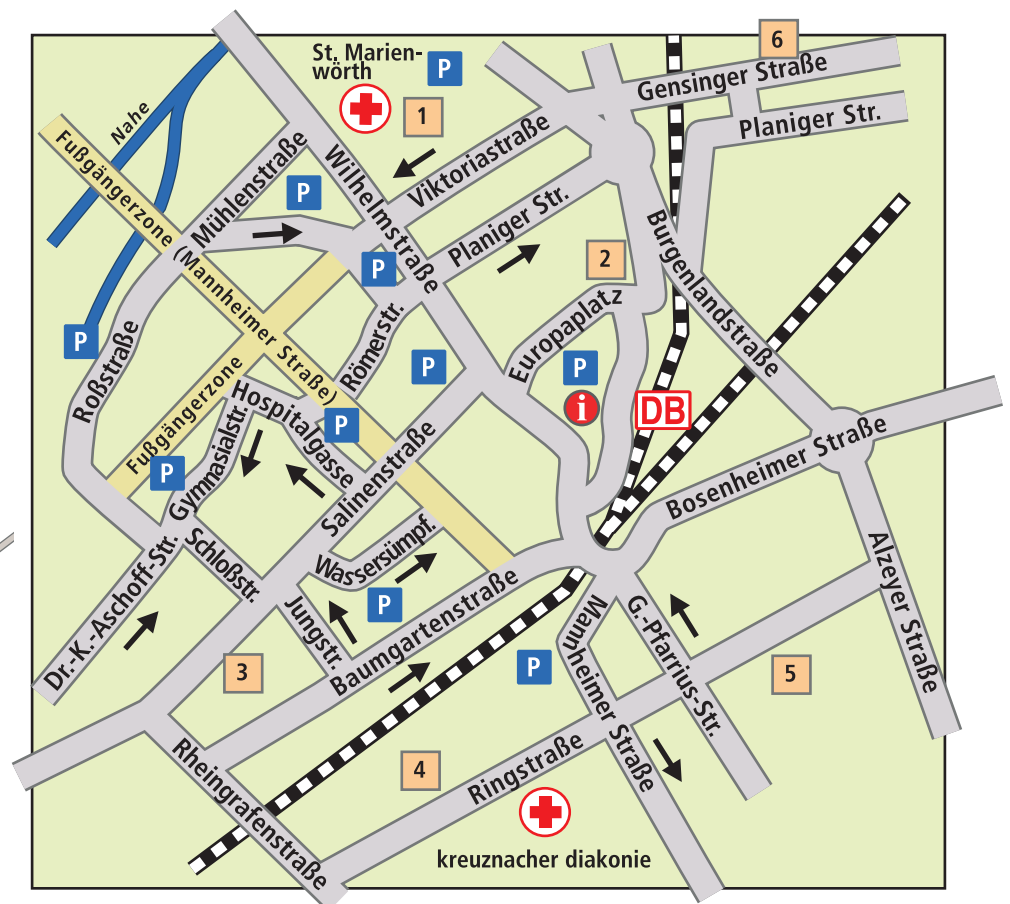 St. Marien-
wörth
P
1
6
Gensinger Straße
Planiger Str.
Nahe
Fußgängerzone (Mannheimer Straße)
Mühlenstraße
P
Wilhelmstraße
Viktoriastraße
Planiger Str.
Burgenlandstraße
2
P
Europaplatz
P
Roßstraße
Römerstr.
P
P
i
DB
Fußgängerzone
Hospitalgasse
P
Gymnasialstr.
P
Salinenstraße
Bosenheimer Straße
Dr.-K.-Aschoff-Str.
Schloßstr.
Wassersümpf.
P
Jungstr.
Baumgartenstraße
Mannheimer Straße
G.-Pfarrius-Str.
Alzeyer Straße
3
P
5
Rheingrafenstraße
4
Ringstraße
kreuznacher diakonie